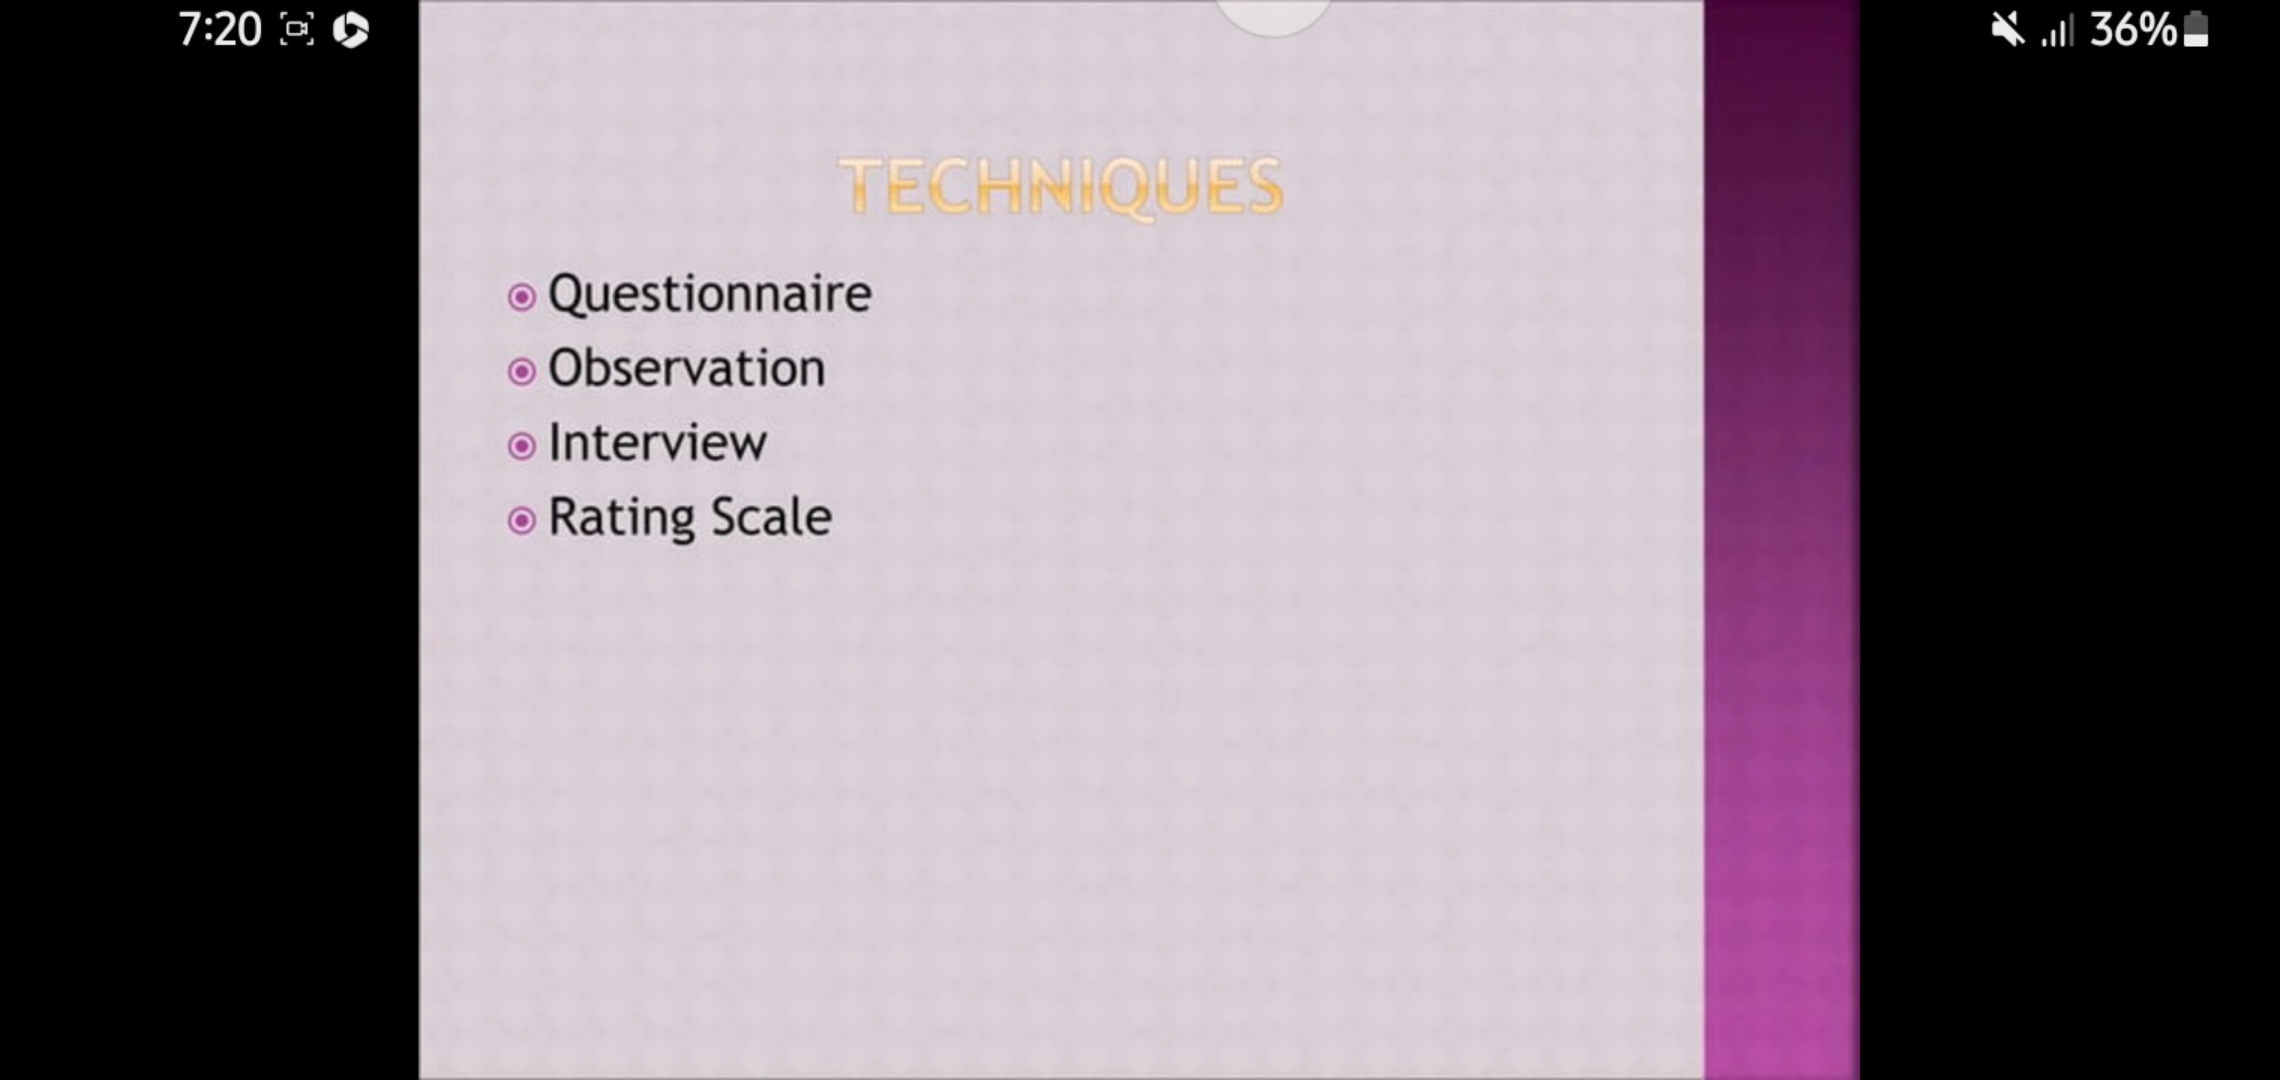 7:20
36%
TECHNIQUES
Questionnaire
Observation
Interview
Rating Scale